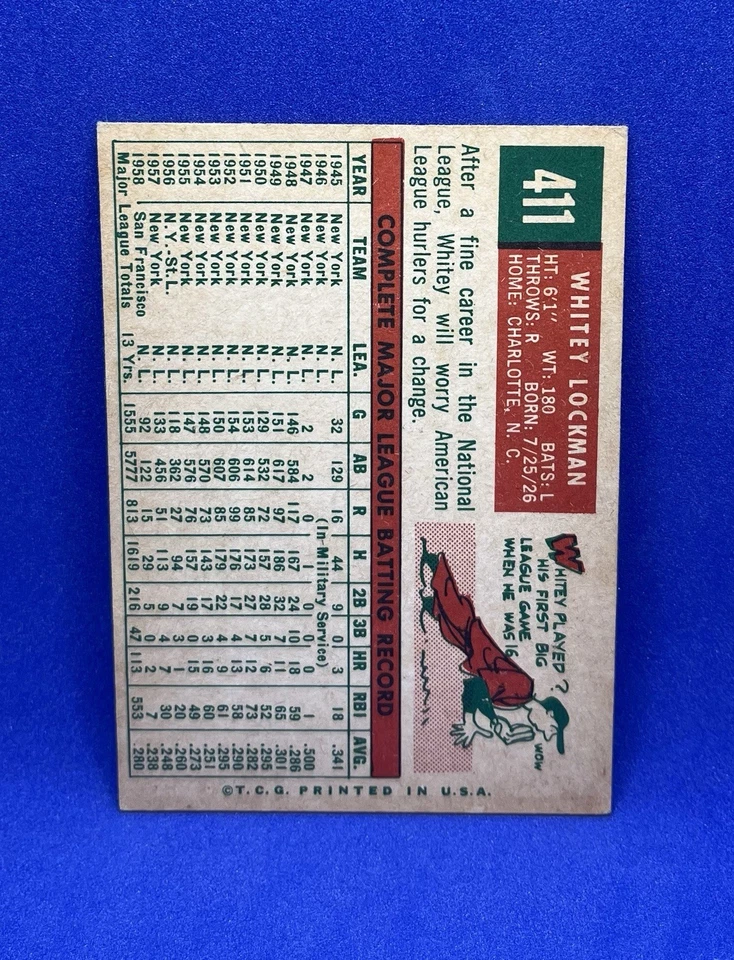 411
WHITEY LOCKMAN
HT: 6'1" WT: 180 BATS: L
THROWS: R BORN: 7/25/26
HOME: CHARLOTTE, N. C.
After a fine career in the National
League, Whitey will worry American
League hurlers for a change.
WHITEY PLAYED
HIS FIRST BIG
LEAGUE GAME
WHEN HE WAS 16
?
WOW
COMPLETE MAJOR LEAGUE BATTING RECORD
YEAR TEAM LEA. G AB R H 2B 3B HR RBI AVG.
1945 New York N. L. 32 129 16 44 9 0 3 18 .341
1946 New York N. L. (In Military Service)
1947 New York N. L. 2 2 0 1 0 0 0 1 .500
1948 New York N. L. 146 584 117 167 24 10 18 59 .286
1949 New York N. L. 151 617 97 186 32 7 11 65 .301
1950 New York N. L. 129 532 72 157 28 5 6 52 .295
1951 New York N. L. 153 614 85 173 27 7 12 73 .282
1952 New York N. L. 154 606 99 176 17 4 13 58 .290
1953 New York N. L. 150 607 85 179 22 4 9 61 .295
1954 New York N. L. 148 570 73 143 17 3 16 60 .251
1955 New York N. L. 147 576 76 157 19 0 15 49 .273
1956 N.Y.-St.L. N. L. 118 362 27 94 7 3 1 20 .260
1957 New York N. L. 133 456 51 113 9 4 7 30 .248
1958 San Francisco N. L. 92 122 15 29 5 0 2 7 .238
Major League Totals 13 Yrs. 1555 5777 813 1619 216 47 113 553 .280
©T.C.G. PRINTED IN U.S.A.